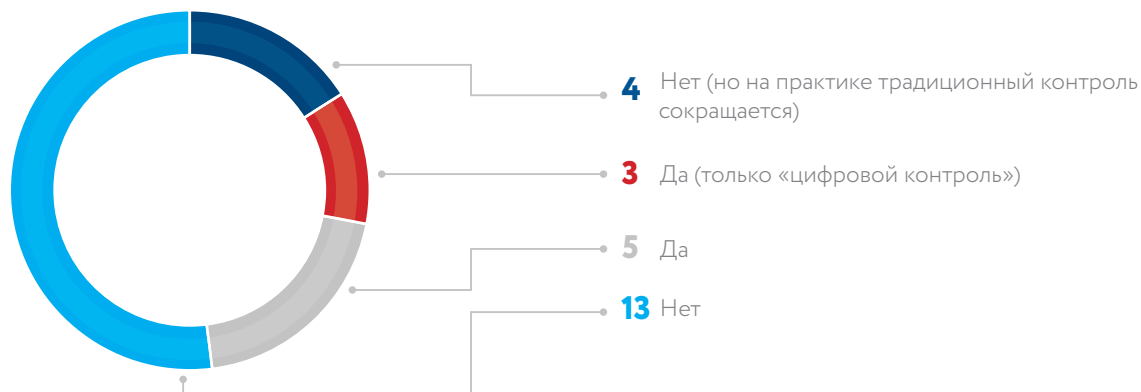 4 Нет (но на практике традиционный контроль
сокращается)
3 Да (только «цифровой контроль»)
5 Да
13 Нет